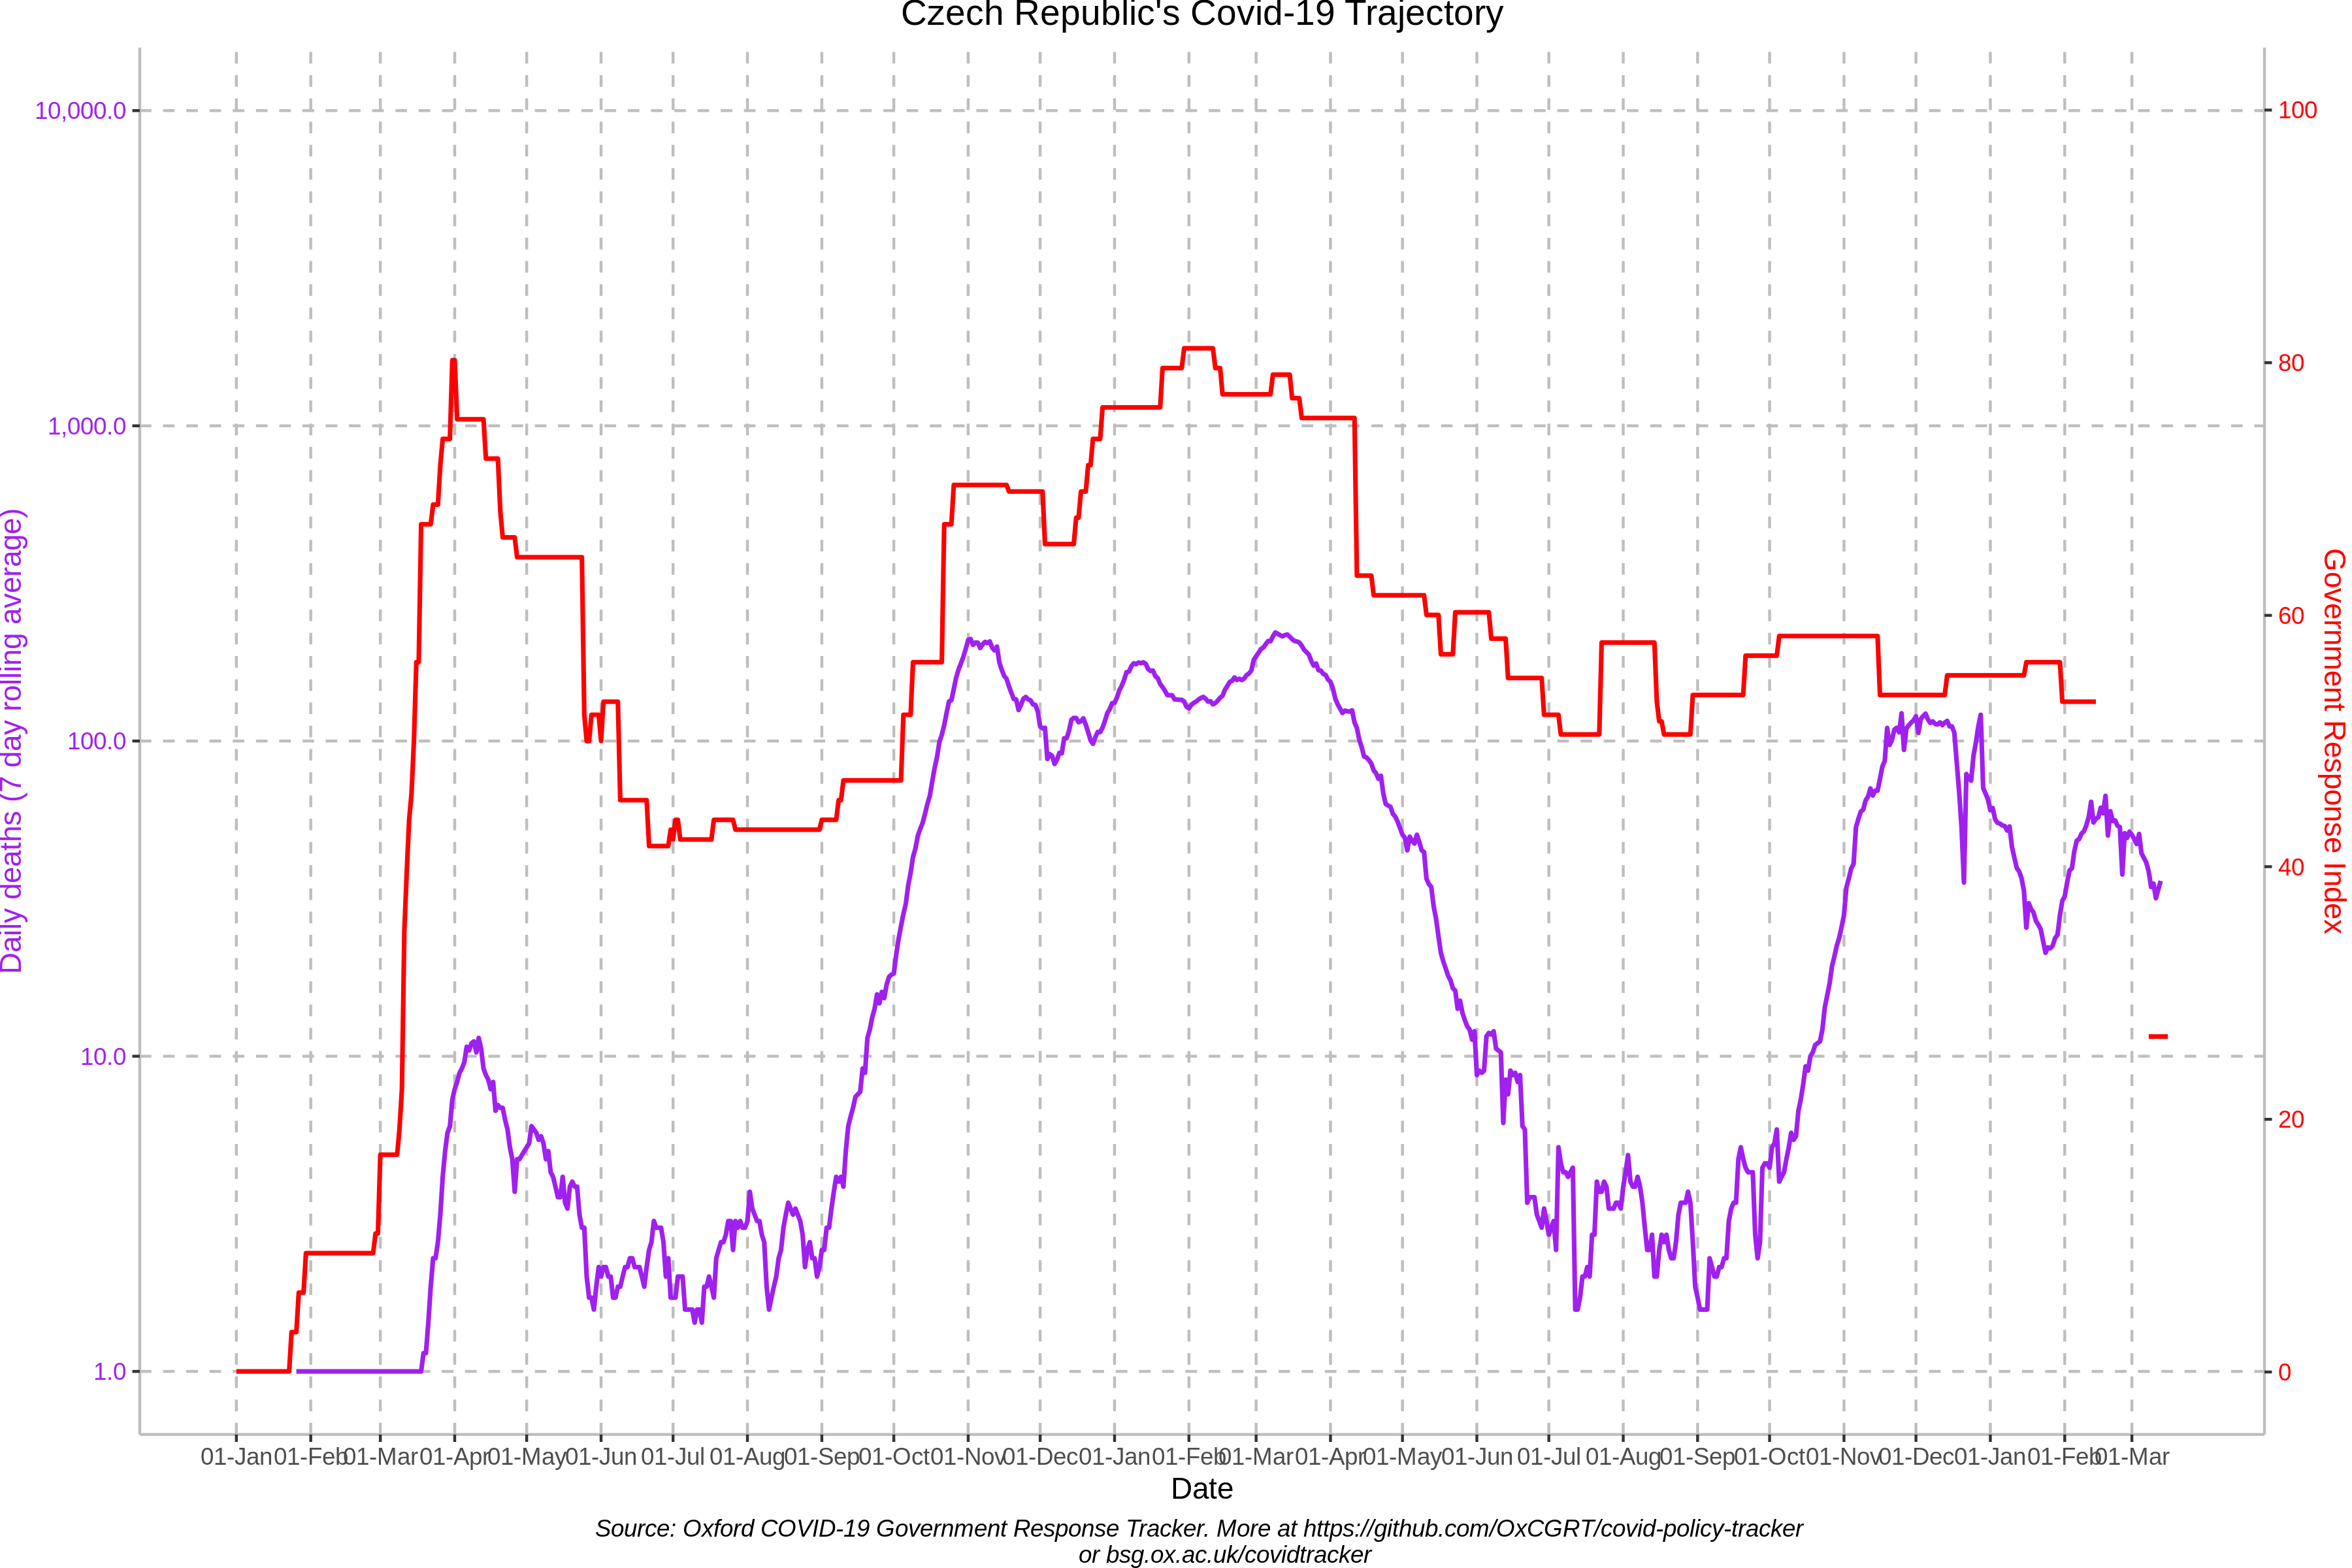 Czech Republic's Covid-19 Trajectory
10,000.0
1,000.0
100.0
10.0
1.0
Daily deaths (7 day rolling average)
100
80
60
40
20
0
Government Response Index
01-Jan 01-Feb 01-Mar 01-Apr 01-May 01-Jun 01-Jul 01-Aug 01-Sep 01-Oct 01-Nov 01-Dec 01-Jan 01-Feb 01-Mar 01-Apr 01-May 01-Jun 01-Jul 01-Aug 01-Sep 01-Oct 01-Nov 01-Dec 01-Jan 01-Feb 01-Mar
Date
Source: Oxford COVID-19 Government Response Tracker. More at https://github.com/OxCGRT/covid-policy-tracker
or bsg.ox.ac.uk/covidtracker